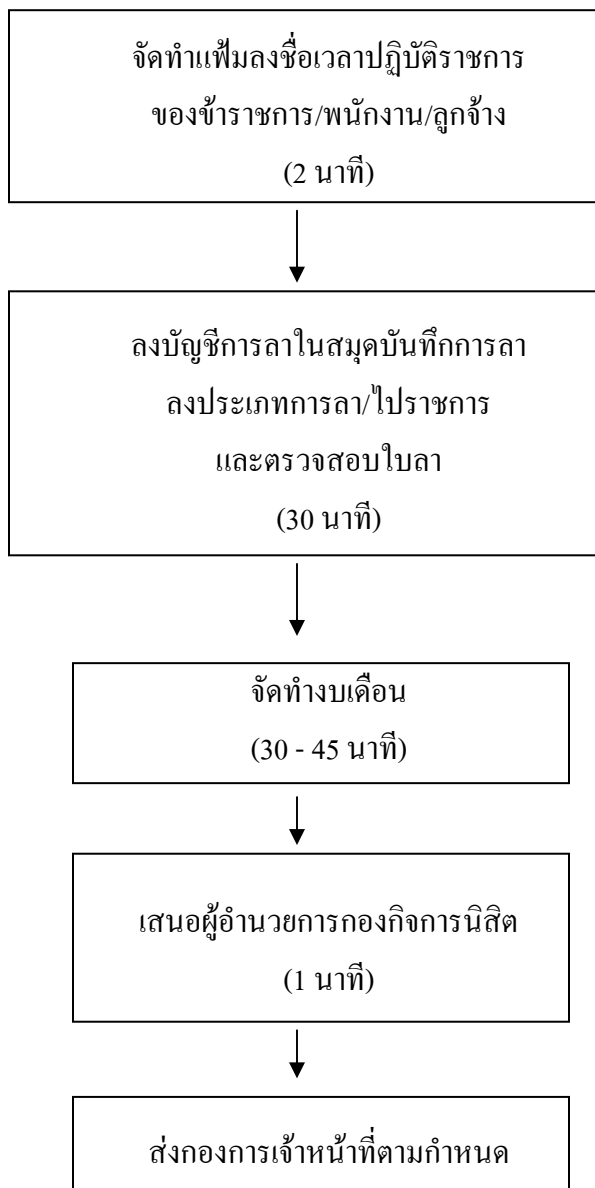 จัดทำแฟ้มลงชื่อเวลาปฏิบัติราชการ
ของข้าราชการ/พนักงาน/ลูกจ้าง
(2 นาที)
ลงบัญชีการลาในสมุดบันทึกการลา
ลงประเภทการลา/ไปราชการ
และตรวจสอบใบลา
(30 นาที)
จัดทำงบเดือน
(30 - 45 นาที)
เสนอผู้อำนวยการกองกิจการนิสิต
(1 นาที)
ส่งกองการเจ้าหน้าที่ตามกำหนด